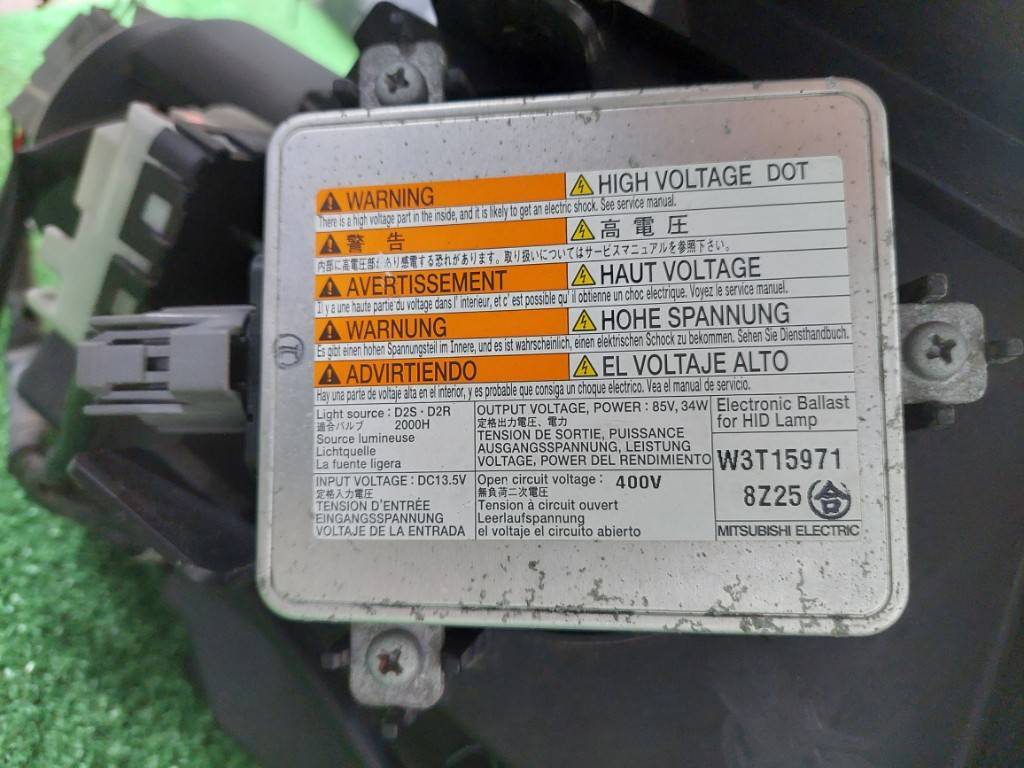 WARNING HIGH VOLTAGE DOT
There is a high voltage part in the inside, and it is likely to get an electric shock. See service manual.
警告 高電圧
内部に高電圧部があり感電する恐れがあります。取り扱いについてはサービスマニュアルを参照下さい。
AVERTISSEMENT HAUT VOLTAGE
Il y a une haute partie du voltage dans l' interieur, et c' est possible qu' il obtienne un choc electrique. Voyez le service manuel.
WARNUNG HOHE SPANNUNG
Es gibt einen hohen Spannungsteil im Innere, und es ist wahrscheinlich, einen elektrischen Schock zu bekommen. Sehen Sie Diensthandbuch.
ADVIRTIENDO EL VOLTAJE ALTO
Hay una parte de voltaje alta en el interior, y es probable que consiga un choque electrico. Vea el manual de servicio.
Light source : D2S・D2R
適合バルブ 2000H
Source lumineuse
Lichtquelle
La fuente ligera
OUTPUT VOLTAGE, POWER : 85V, 34W
定格出力電圧、電力
TENSION DE SORTIE, PUISSANCE
AUSGANGSSPANNUNG, LEISTUNG
VOLTAGE, POWER DEL RENDIMIENTO
Electronic Ballast
for HID Lamp
W3T15971
8Z25 合
MITSUBISHI ELECTRIC
INPUT VOLTAGE : DC13.5V
定格入力電圧
TENSION D'ENTRÉE
EINGANGSSPANNUNG
VOLTAJE DE LA ENTRADA
Open circuit voltage : 400V
無負荷二次電圧
Tension à circuit ouvert
Leerlaufspannung
el voltaje el circuito abierto